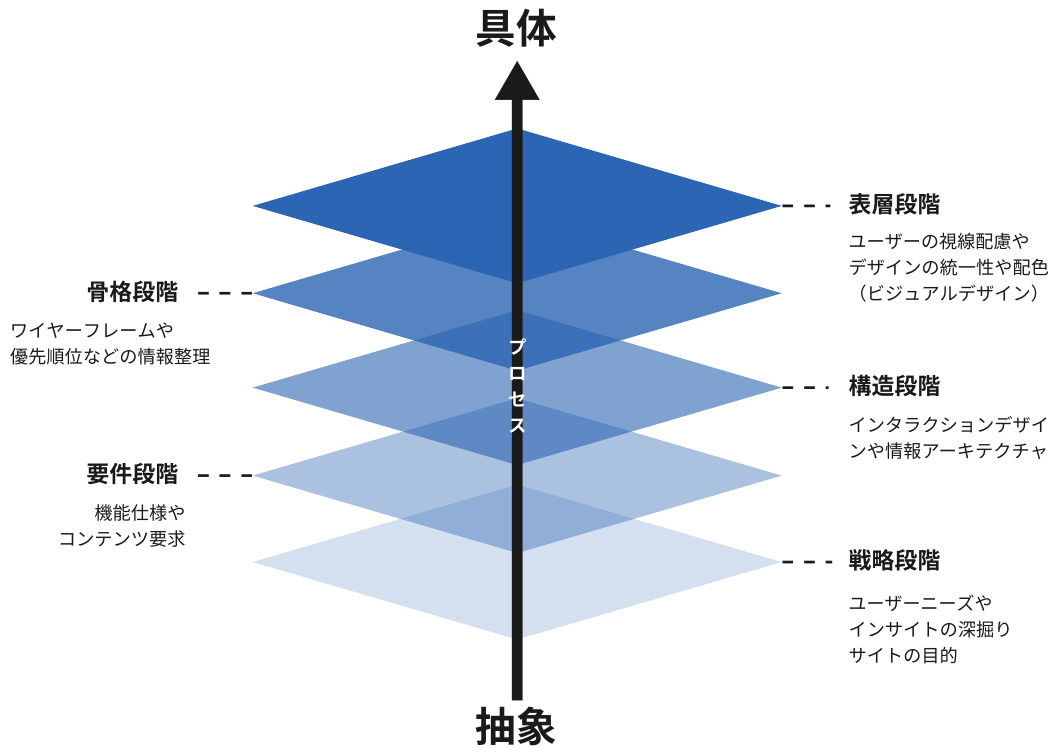 具体
表層段階
ユーザーの視線配慮や
デザインの統一性や配色
（ビジュアルデザイン）
骨格段階
ワイヤーフレームや
優先順位などの情報整理
プロセス
構造段階
インタラクションデザイ
ンや情報アーキテクチャ
要件段階
機能仕様や
コンテンツ要求
戦略段階
ユーザーニーズや
インサイトの深掘り
サイトの目的
抽象